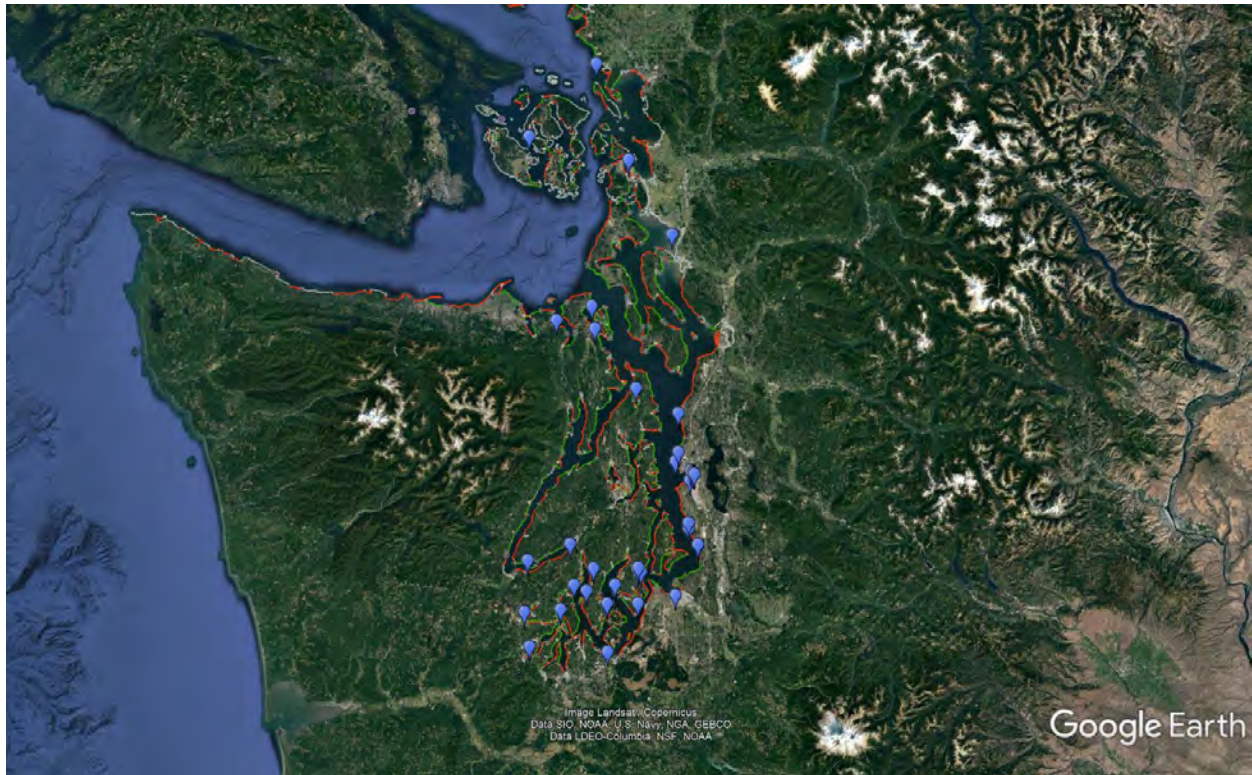 Image Landsat / Copernicus
Data SIO, NOAA, U.S. Navy, NGA, GEBCO
Data LDEO-Columbia, NSF, NOAA
Google Earth